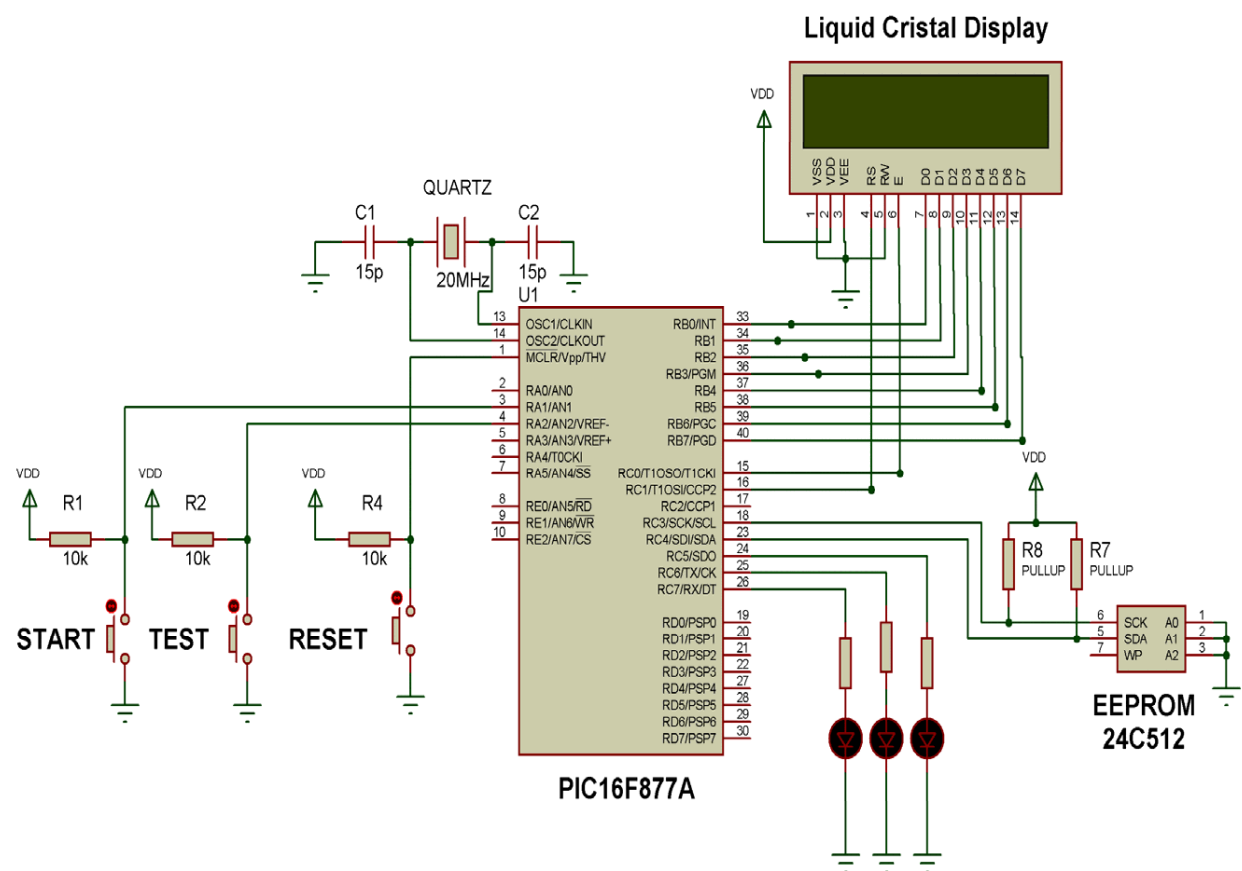 Liquid Cristal Display
VDD
VSS
VDD
VEE
RS
RW
E
D0
D1
D2
D3
D4
D5
D6
D7
1
2
3
4
5
6
7
8
9
10
11
12
13
14
QUARTZ
C1
C2
15p
15p
20MHz
U1
13 OSC1/CLKIN
14 OSC2/CLKOUT
1 MCLR/Vpp/THV
2 RA0/AN0
3 RA1/AN1
4 RA2/AN2/VREF-
5 RA3/AN3/VREF+
6 RA4/T0CKI
7 RA5/AN4/SS
8 RE0/AN5/RD
9 RE1/AN6/WR
10 RE2/AN7/CS
RB0/INT 33
RB1 34
RB2 35
RB3/PGM 36
RB4 37
RB5 38
RB6/PGC 39
RB7/PGD 40
RC0/T1OSO/T1CKI 15
RC1/T1OSI/CCP2 16
RC2/CCP1 17
RC3/SCK/SCL 18
RC4/SDI/SDA 23
RC5/SDO 24
RC6/TX/CK 25
RC7/RX/DT 26
RD0/PSP0 19
RD1/PSP1 20
RD2/PSP2 21
RD3/PSP3 22
RD4/PSP4 27
RD5/PSP5 28
RD6/PSP6 29
RD7/PSP7 30
PIC16F877A
VDD
R1
10k
START
VDD
R2
10k
TEST
VDD
R4
10k
RESET
VDD
R8
PULLUP
R7
PULLUP
6 SCK A0 1
5 SDA A1 2
7 WP A2 3
EEPROM
24C512